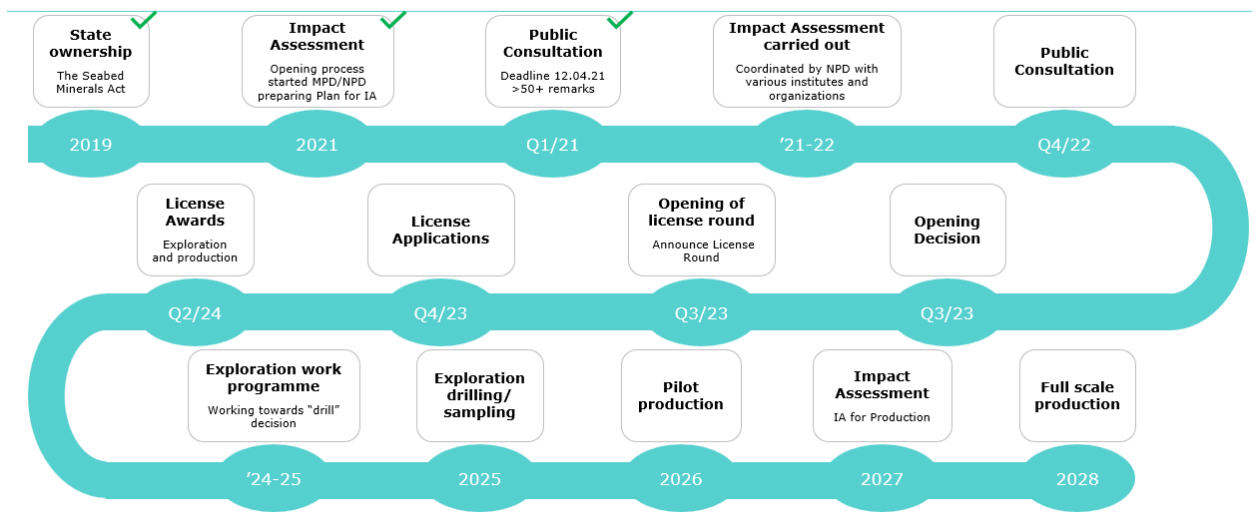 State
ownership
The Seabed
Minerals Act
2019
Impact
Assessment
Opening process
started MPD/NPD
preparing Plan for IA
2021
Public
Consultation
Deadline 12.04.21
>50+ remarks
Q1/21
Impact Assessment
carried out
Coordinated by NPD with
various institutes and
organizations
’21-22
Public
Consultation
Q4/22
Opening
Decision
Q3/23
Opening of
license round
Announce License
Round
Q3/23
License
Applications
Q4/23
License
Awards
Exploration
and production
Q2/24
Exploration work
programme
Working towards “drill”
decision
’24-25
Exploration
drilling/
sampling
2025
Pilot
production
2026
Impact
Assessment
IA for Production
2027
Full scale
production
2028